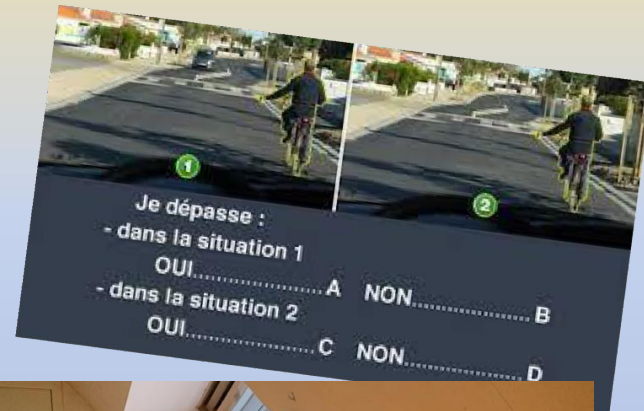 1
2
Je dépasse :
- dans la situation 1
OUI..................... A NON..................... B
- dans la situation 2
OUI..................... C NON..................... D